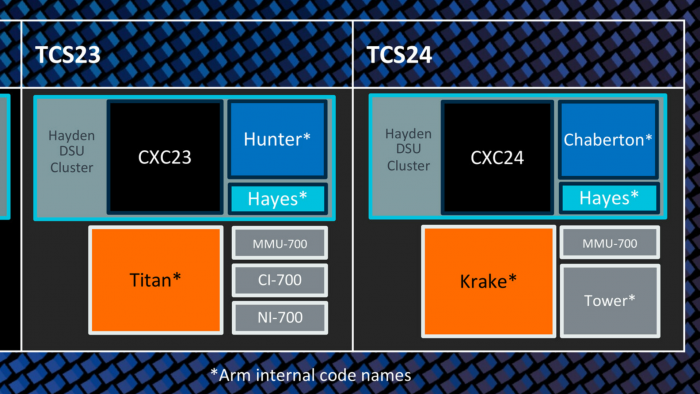 TCS23
Hayden
DSU
Cluster
CXC23
Hunter*
Hayes*
Titan*
MMU-700
CI-700
NI-700
TCS24
Hayden
DSU
Cluster
CXC24
Chaberton*
Hayes*
Krake*
MMU-700
Tower*
*Arm internal code names